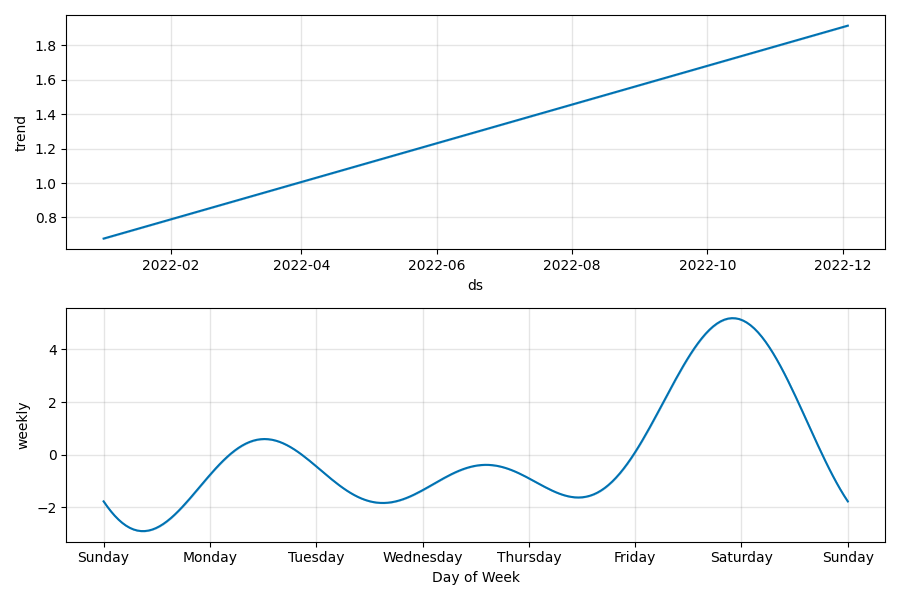 trend
1.8
1.6
1.4
1.2
1.0
0.8
2022-02 2022-04 2022-06 2022-08 2022-10 2022-12
ds
weekly
4
2
0
−2
Sunday Monday Tuesday Wednesday Thursday Friday Saturday Sunday
Day of Week